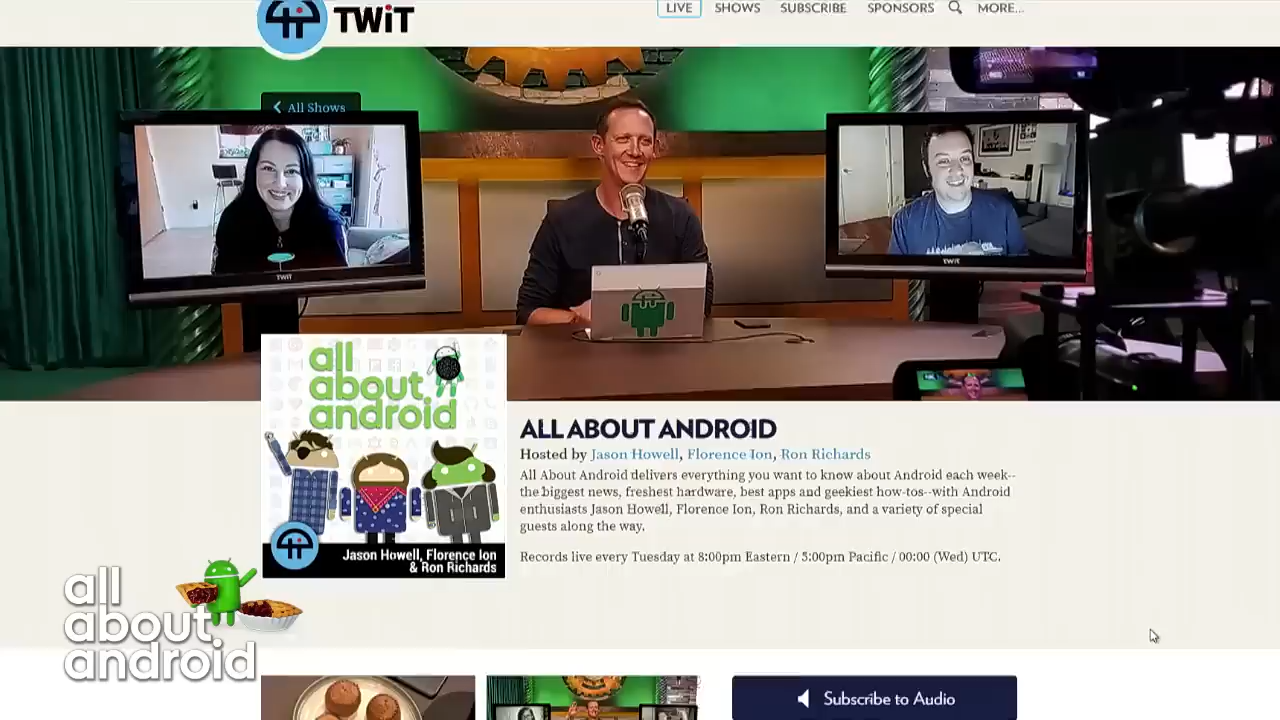 TWiT
LIVE
SHOWS
SUBSCRIBE
SPONSORS
MORE...
All Shows
TWiT
TWiT
all
about
android
Jason Howell, Florence Ion
& Ron Richards
ALL ABOUT ANDROID
Hosted by Jason Howell, Florence Ion, Ron Richards
All About Android delivers everything you want to know about Android each week--
the biggest news, freshest hardware, best apps and geekiest how-tos--with Android
enthusiasts Jason Howell, Florence Ion, Ron Richards, and a variety of special
guests along the way.
Records live every Tuesday at 8:00pm Eastern / 5:00pm Pacific / 00:00 (Wed) UTC.
all
about
android
Subscribe to Audio